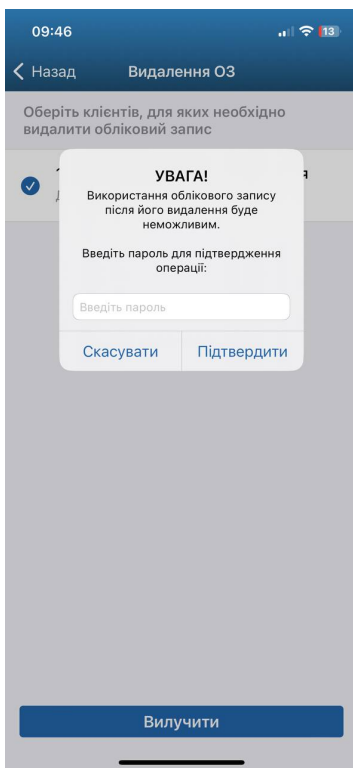 09:46
13
Назад
Видалення ОЗ
Оберіть клієнтів, для яких необхідно
видалити обліковий запис
УВАГА!
Використання облікового запису
після його видалення буде
неможливим.
Введіть пароль для підтвердження
операції:
Введіть пароль
Скасувати
Підтвердити
Вилучити